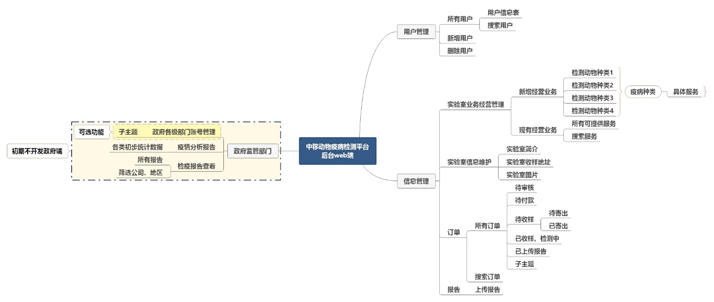 中移动物疫病检测平台
后台web端
用户管理
所有用户
用户信息表
搜索用户
新增用户
删除用户
信息管理
实验室业务经营管理
新增经营业务
检测动物种类1
检测动物种类2
检测动物种类3
检测动物种类4
疫病种类
具体服务
现有经营业务
所有可提供服务
搜索服务
实验室信息维护
实验室简介
实验室收样地址
实验室图片
订单
所有订单
待审核
待付款
待收样
待寄出
已寄出
已收样，检测中
已上传报告
子主题
搜索订单
报告
上传报告
政府监管部门
可选功能
子主题
政府各级部门账号管理
各类初步统计数据
疫情分析报告
所有报告
筛选公司、地区
检疫报告查看
初期不开发政府端